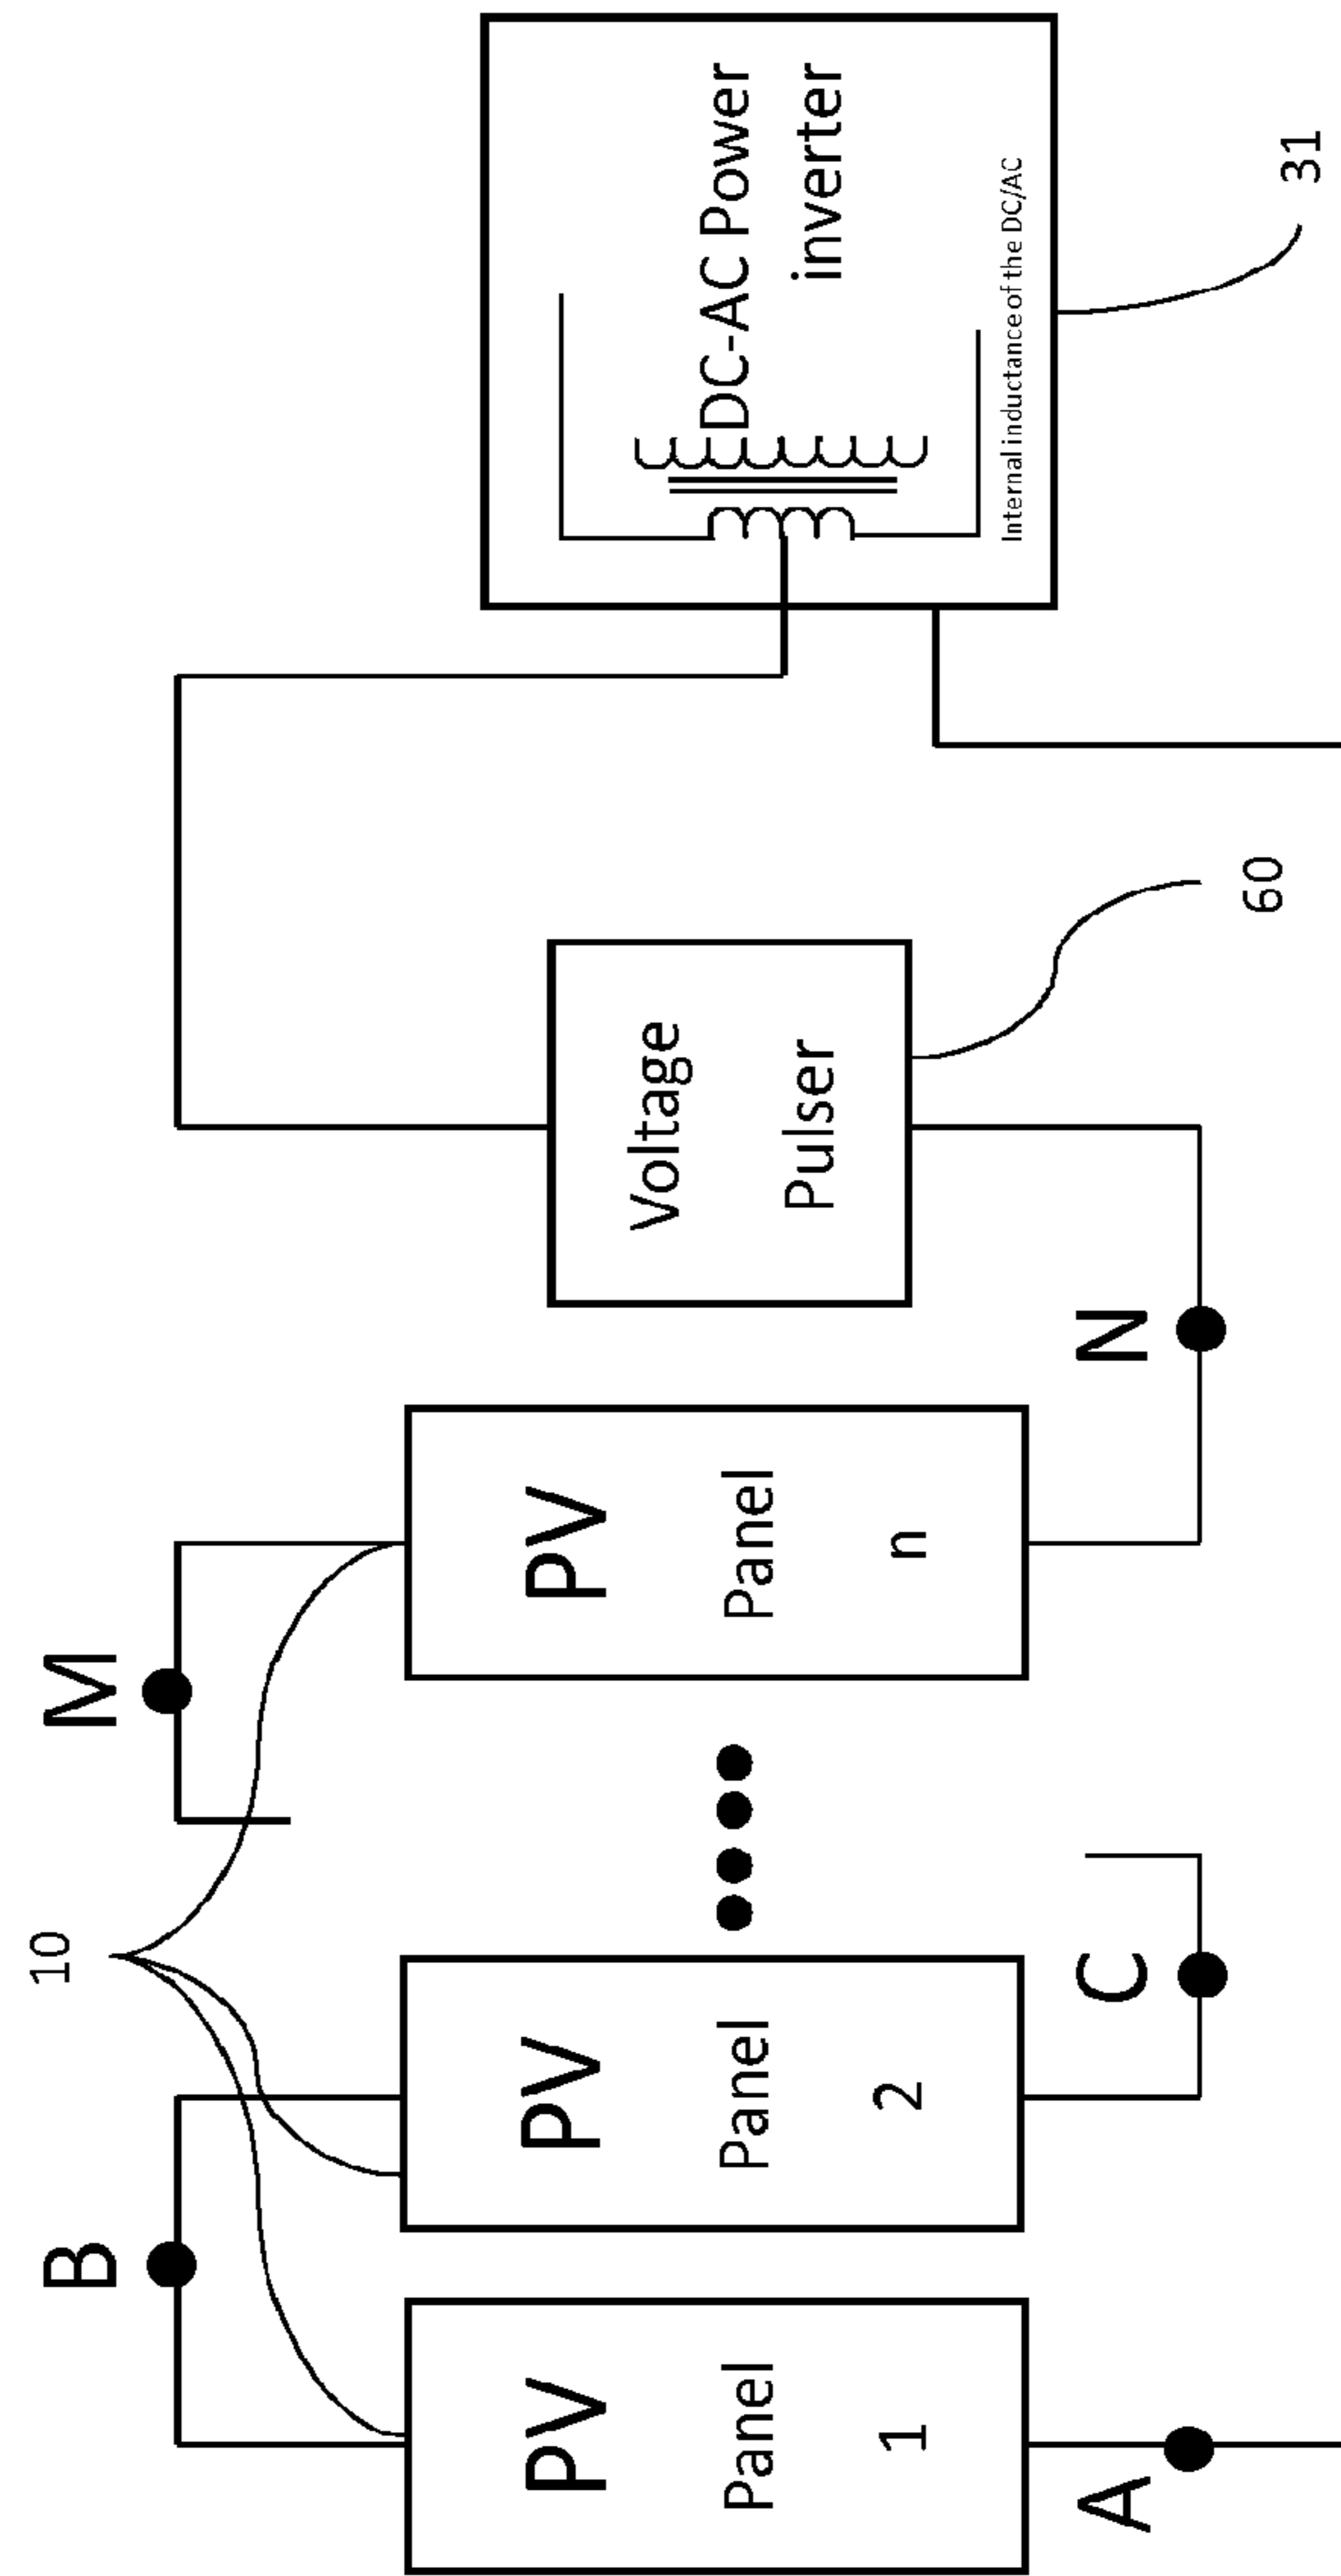 10
B
M
PV
Panel
1
PV
Panel
2
PV
Panel
n
A
C
N
Voltage
Pulser
60
DC-AC Power
inverter
Internal inductance of the DC/AC
31